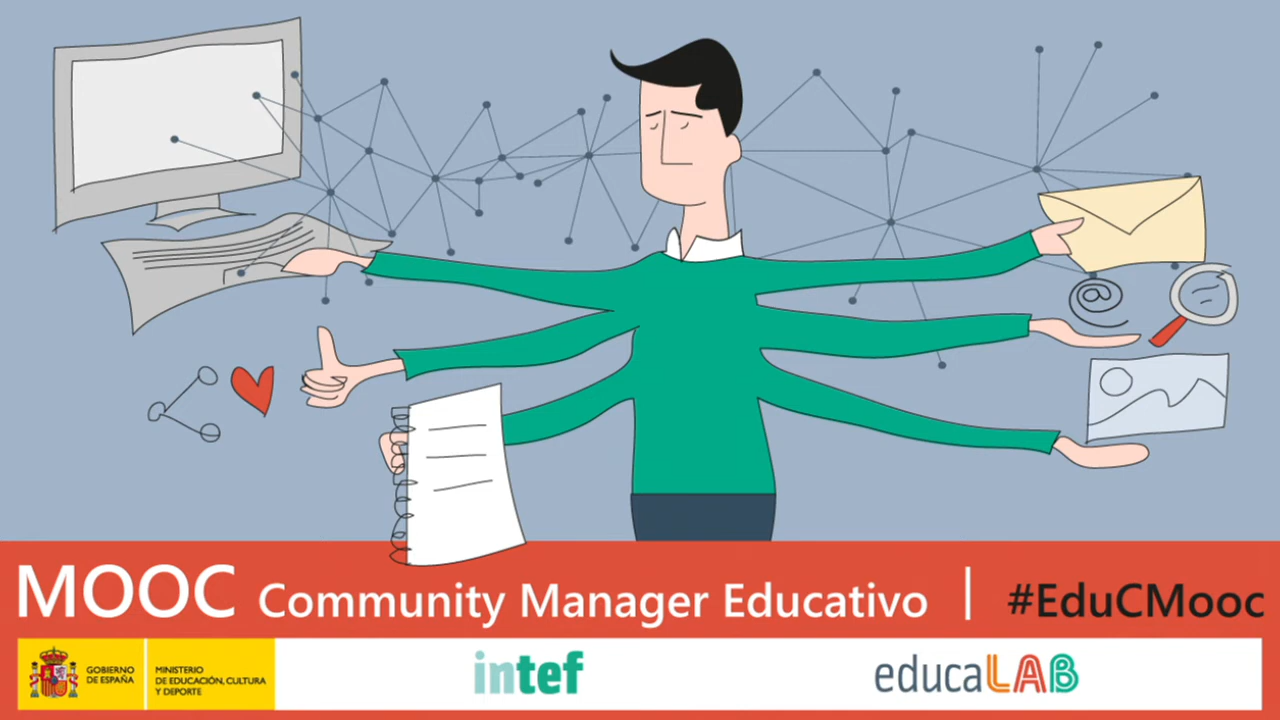 @
MOOC Community Manager Educativo | #EduCMooc
GOBIERNO
DE ESPAÑA
MINISTERIO
DE EDUCACIÓN, CULTURA
Y DEPORTE
intef
educaLAB